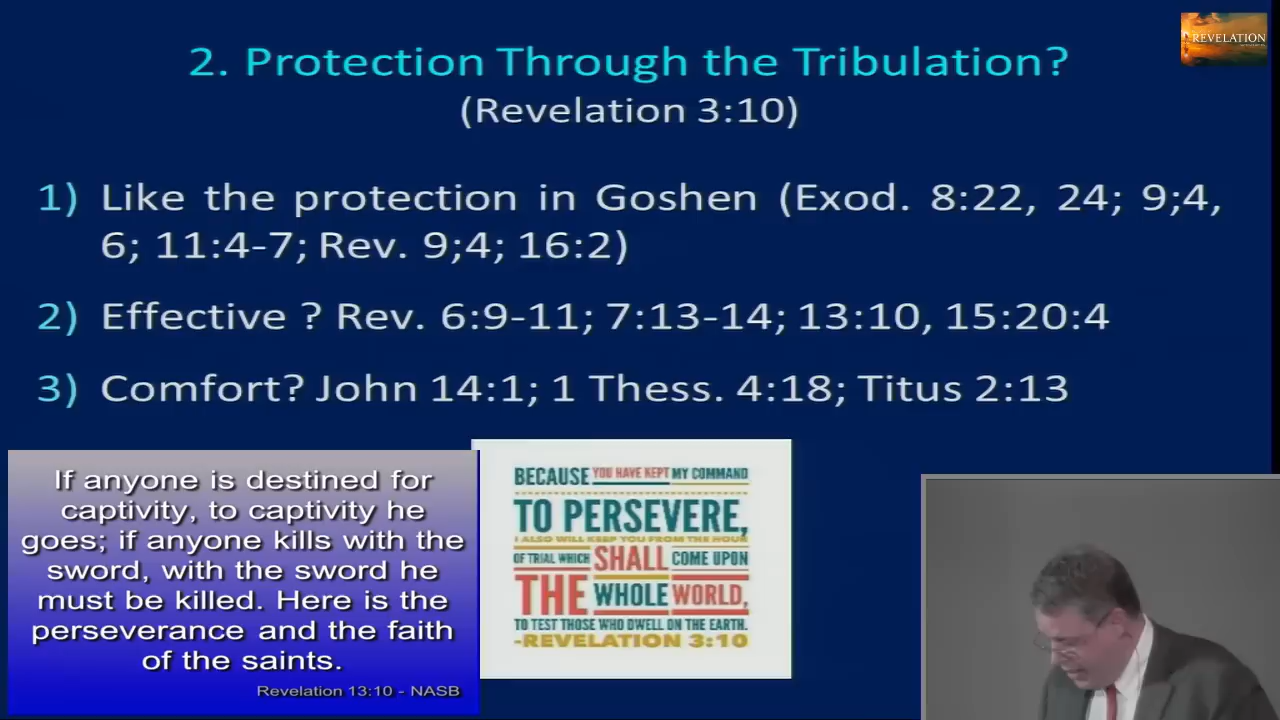 REVELATION
2. Protection Through the Tribulation?
(Revelation 3:10)
1) Like the protection in Goshen (Exod. 8:22, 24; 9;4,
6; 11:4-7; Rev. 9;4; 16:2)
2) Effective ? Rev. 6:9-11; 7:13-14; 13:10, 15:20:4
3) Comfort? John 14:1; 1 Thess. 4:18; Titus 2:13
If anyone is destined for
captivity, to captivity he
goes; if anyone kills with the
sword, with the sword he
must be killed. Here is the
perseverance and the faith
of the saints.
Revelation 13:10 - NASB
BECAUSE YOU HAVE KEPT MY COMMAND
TO PERSEVERE,
I ALSO WILL KEEP YOU FROM THE HOUR
OF TRIAL WHICH SHALL COME UPON
THE WHOLE WORLD,
TO TEST THOSE WHO DWELL ON THE EARTH.
-REVELATION 3:10